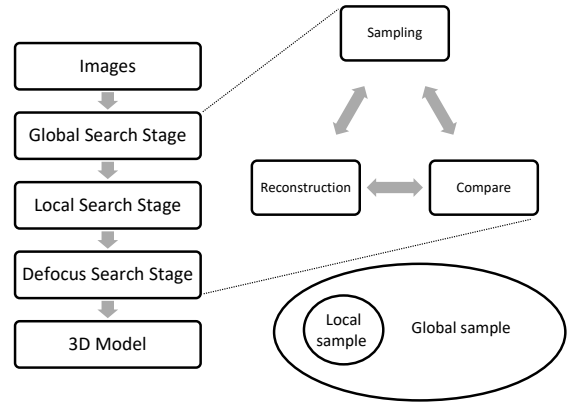 Images
Global Search Stage
Local Search Stage
Defocus Search Stage
3D Model
Sampling
Reconstruction
Compare
Local
sample
Global sample